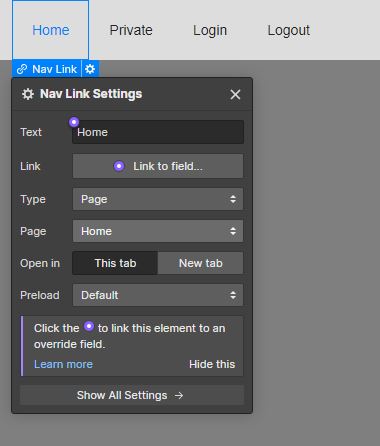 Home Private Login Logout
Nav Link
Nav Link Settings
Text Home
Link Link to field...
Type Page
Page Home
Open in This tab New tab
Preload Default
Click the to link this element to an
override field.
Learn more Hide this
Show All Settings →